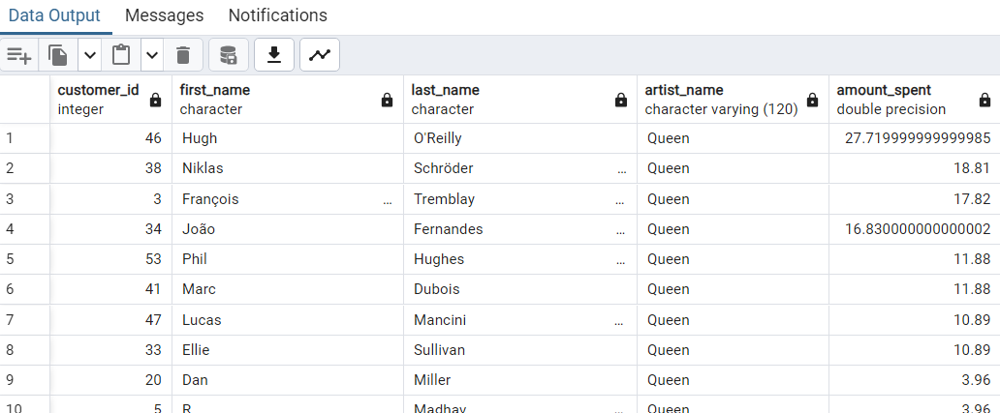 Data Output Messages Notifications
customer_id first_name last_name artist_name amount_spent
integer character character character varying (120) double precision
1 46 Hugh O'Reilly Queen 27.719999999999985
2 38 Niklas Schröder ... Queen 18.81
3 3 François ... Tremblay ... Queen 17.82
4 34 João Fernandes ... Queen 16.830000000000002
5 53 Phil Hughes ... Queen 11.88
6 41 Marc Dubois Queen 11.88
7 47 Lucas Mancini ... Queen 10.89
8 33 Ellie Sullivan Queen 10.89
9 20 Dan Miller Queen 3.96
10 5 R Madhav ... Queen 3.96